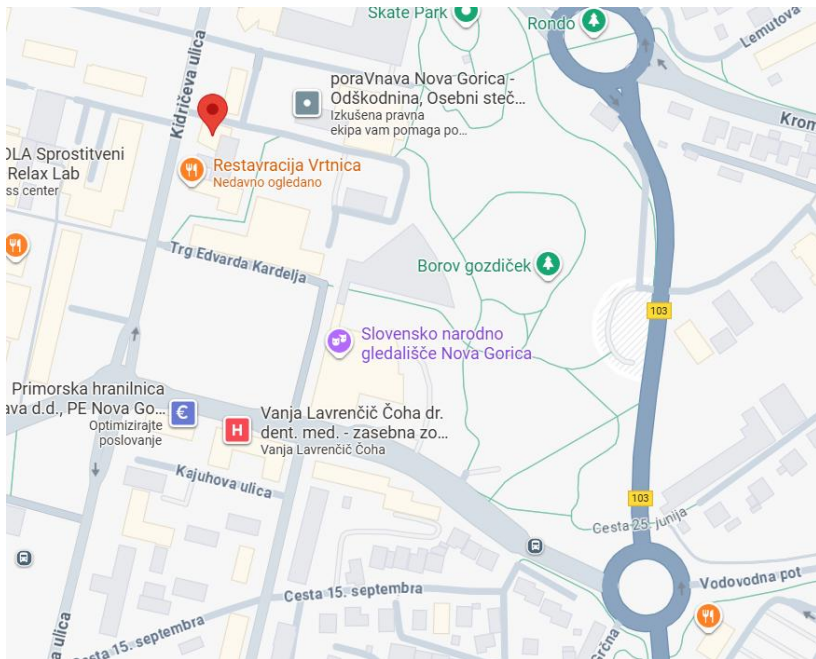 Skate Park
Rondo
Lemutova
Kidričeva ulica
poraVnava Nova Gorica -
Odškodnina, Osebni steč...
Izkušena pravna
ekipa vam pomaga po...
Krom
OLA Sprostitveni
Relax Lab
ss center
Restavracija Vrtnica
Nedavno ogledano
Trg Edvarda Kardelja
Borov gozdiček
103
Slovensko narodno
gledališče Nova Gorica
Primorska hranilnica
ava d.d., PE Nova Go...
Optimizirajte
poslovanje
€
H
Vanja Lavrenčič Čoha dr.
dent. med. - zasebna zo...
Vanja Lavrenčič Čoha
Kajuhova ulica
103
Cesta 25. junija
Cesta 15. septembra
Vodovodna pot
a ulica
Cesta 15. septembra
Grčna